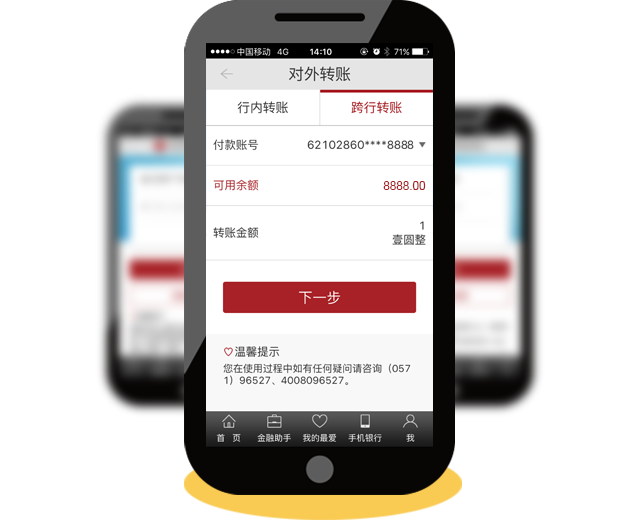 中国移动 4G 14:10 71%
对外转账
行内转账 跨行转账
付款账号 62102860****8888
可用余额 8888.00
转账金额 1
壹圆整
下一步
温馨提示
您在使用过程中如有任何疑问请咨询（057
1）96527、4008096527。
首 页 金融助手 我的最爱 手机银行 我